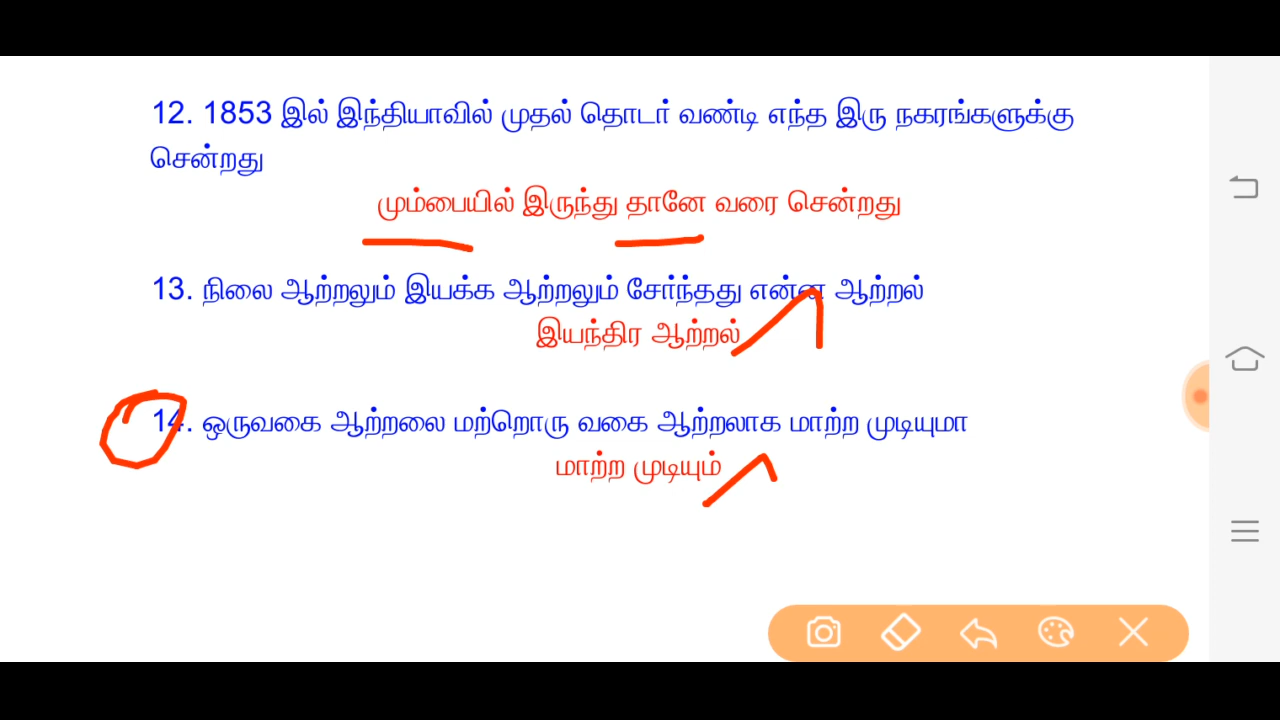 12. 1853 இல் இந்தியாவில் முதல் தொடர் வண்டி எந்த இரு நகரங்களுக்கு
சென்றது
மும்பையில் இருந்து தானே வரை சென்றது
13. நிலை ஆற்றலும் இயக்க ஆற்றலும் சேர்ந்தது என்ன ஆற்றல்
இயந்திர ஆற்றல்
14. ஒருவகை ஆற்றலை மற்றொரு வகை ஆற்றலாக மாற்ற முடியுமா
மாற்ற முடியும்